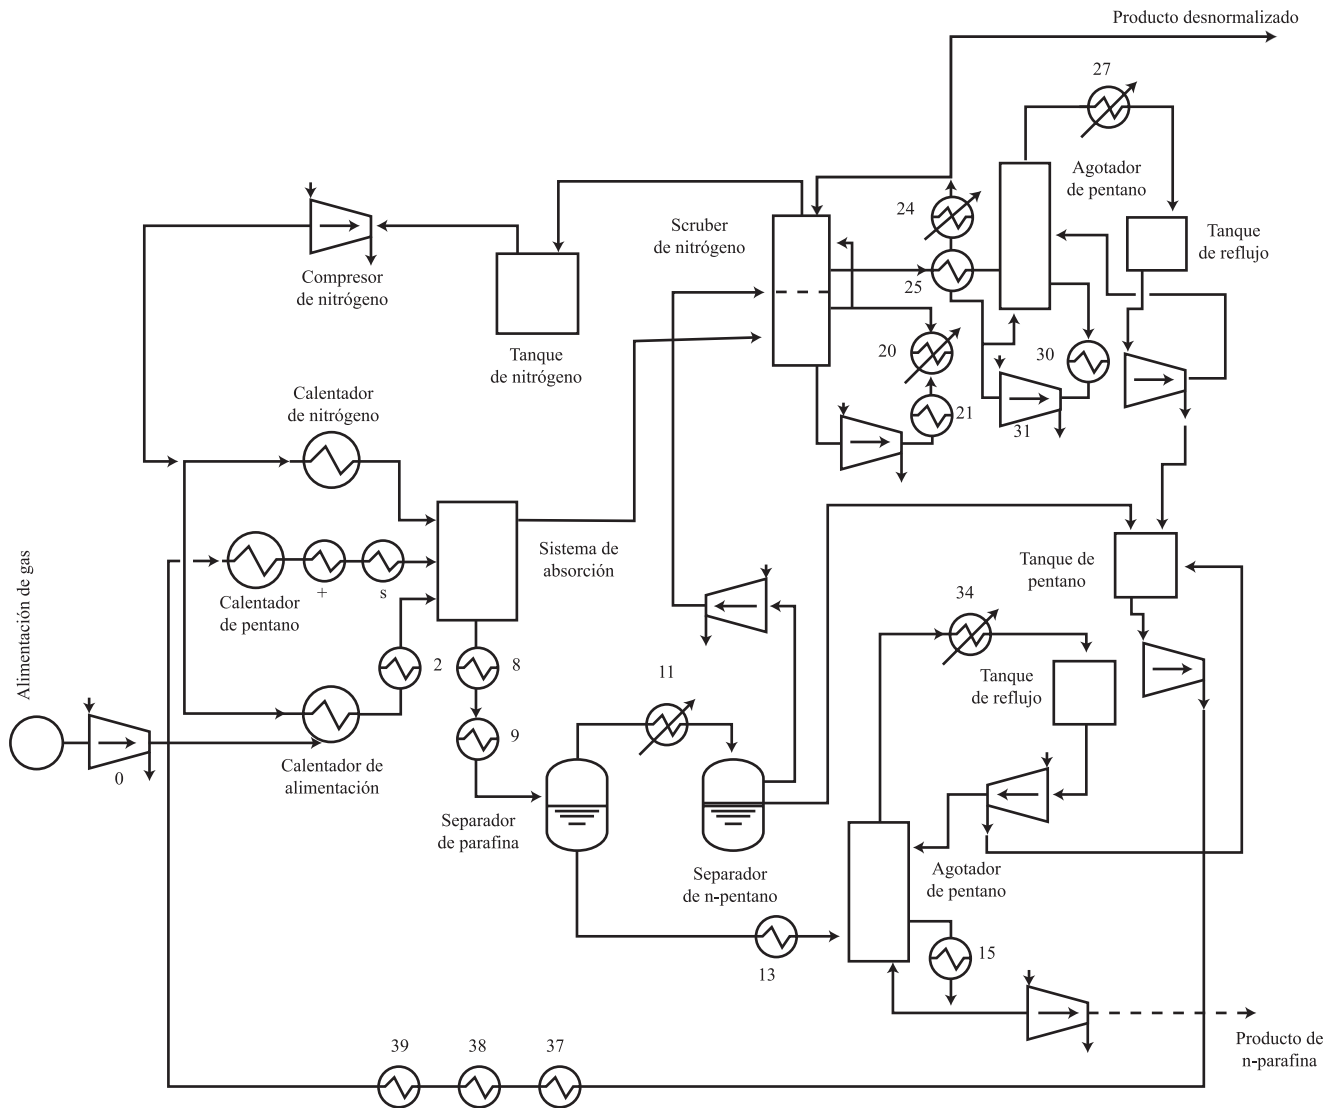 Producto desnormalizado
27
Agotador
de pentano
24
Scruber
de nitrógeno
Tanque
de reflujo
25
Compresor
de nitrógeno
20
30
Tanque
de nitrógeno
Calentador
de nitrógeno
21
31
Sistema de
absorción
Tanque de
pentano
Alimentación de gas
Calentador
de pentano
+
s
34
2
8
11
Tanque
de reflujo
9
0
Calentador de
alimentación
Separador
de parafina
Separador
de n-pentano
Agotador
de pentano
13
15
Producto de
n-parafina
39
38
37